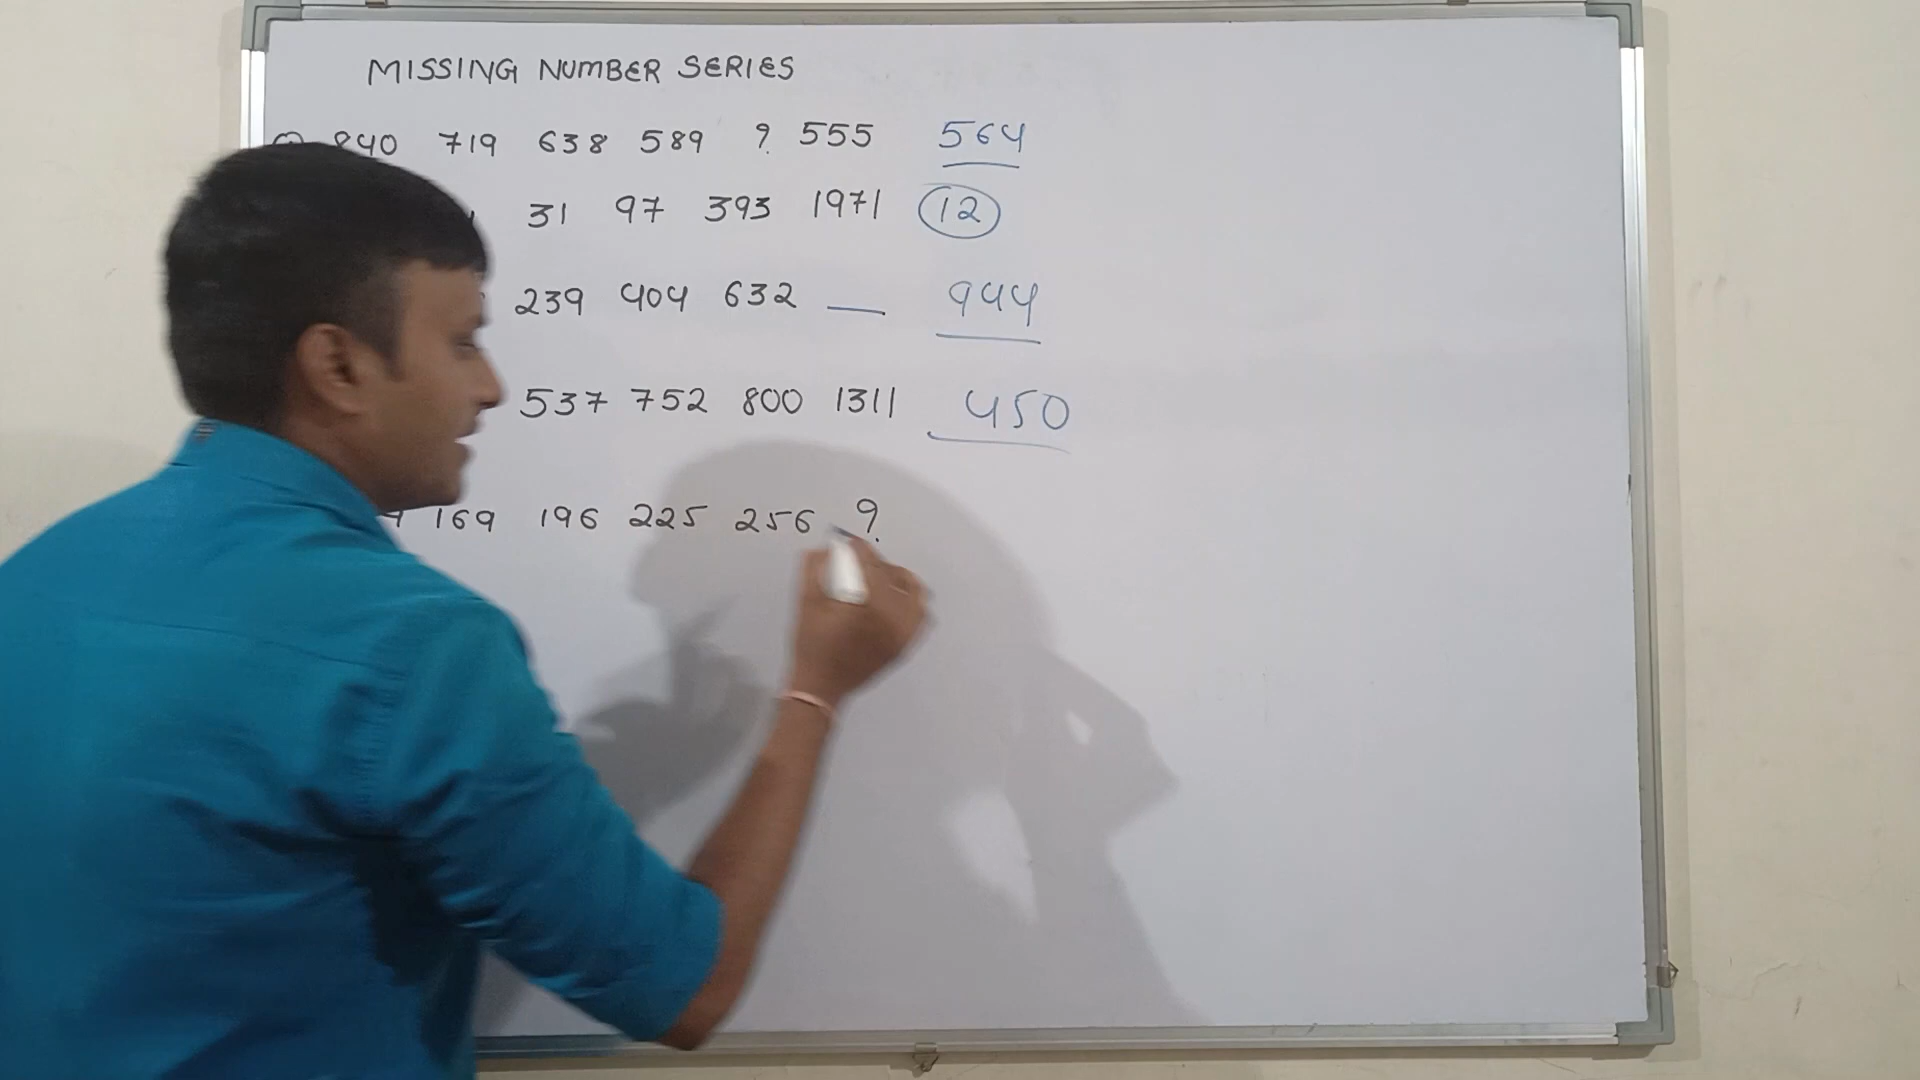 MISSING NUMBER SERIES
840 719 638 589 ? 555 564
31 97 393 1971 12
239 404 632 __ 944
537 752 800 1311 450
169 196 225 256 ?